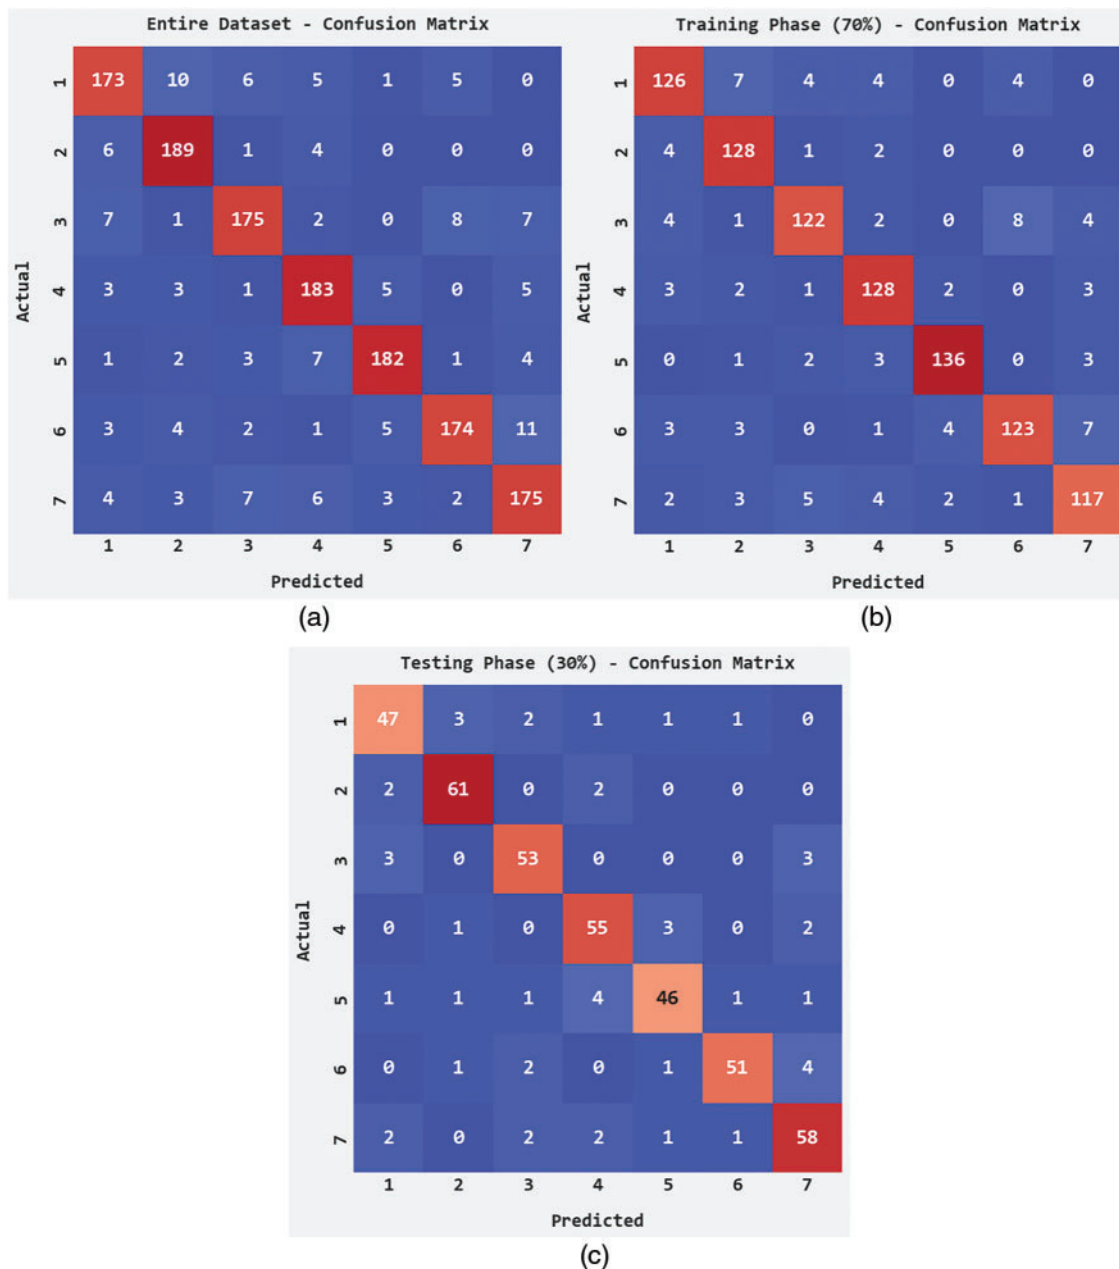 Entire Dataset - Confusion Matrix
Actual
1 173 10 6 5 1 5 0
2 6 189 1 4 0 0 0
3 7 1 175 2 0 8 7
4 3 3 1 183 5 0 5
5 1 2 3 7 182 1 4
6 3 4 2 1 5 174 11
7 4 3 7 6 3 2 175
1 2 3 4 5 6 7
Predicted
(a)
Training Phase (70%) - Confusion Matrix
Actual
1 126 7 4 4 0 4 0
2 4 128 1 2 0 0 0
3 4 1 122 2 0 8 4
4 3 2 1 128 2 0 3
5 0 1 2 3 136 0 3
6 3 3 0 1 4 123 7
7 2 3 5 4 2 1 117
1 2 3 4 5 6 7
Predicted
(b)
Testing Phase (30%) - Confusion Matrix
Actual
1 47 3 2 1 1 1 0
2 2 61 0 2 0 0 0
3 3 0 53 0 0 0 3
4 0 1 0 55 3 0 2
5 1 1 1 4 46 1 1
6 0 1 2 0 1 51 4
7 2 0 2 2 1 1 58
1 2 3 4 5 6 7
Predicted
(c)